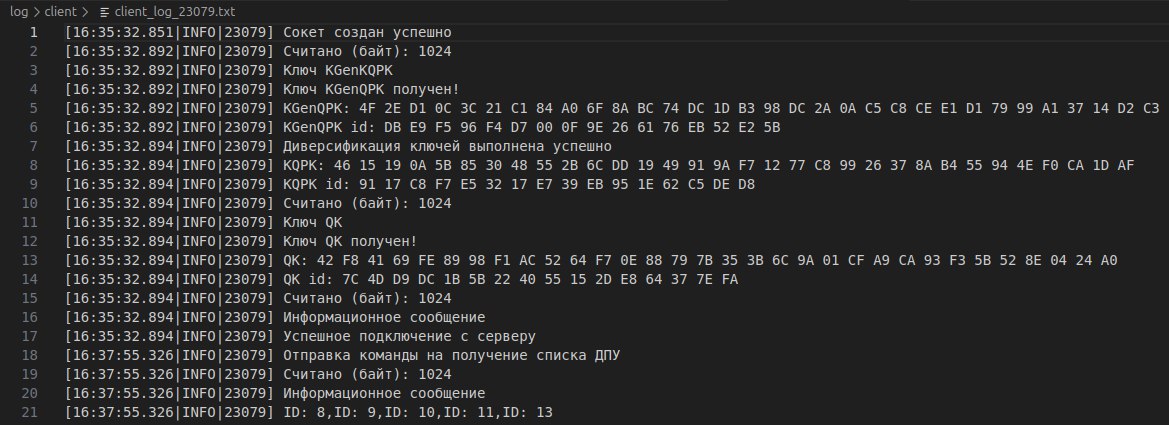 log > client > client_log_23079.txt
1 [16:35:32.851|INFO|23079] Сокет создан успешно
2 [16:35:32.892|INFO|23079] Считано (байт): 1024
3 [16:35:32.892|INFO|23079] Ключ KGenKQPK
4 [16:35:32.892|INFO|23079] Ключ KGenQPK получен!
5 [16:35:32.892|INFO|23079] KGenQPK: 4F 2E D1 0C 3C 21 C1 84 A0 6F 8A BC 74 DC 1D B3 98 DC 2A 0A C5 C8 CE E1 D1 79 99 A1 37 14 D2 C3
6 [16:35:32.892|INFO|23079] KGenQPK id: DB E9 F5 96 F4 D7 00 0F 9E 26 61 76 EB 52 E2 5B
7 [16:35:32.894|INFO|23079] Диверсификация ключей выполнена успешно
8 [16:35:32.894|INFO|23079] KQPK: 46 15 19 0A 5B 85 30 48 55 2B 6C DD 19 49 91 9A F7 12 77 C8 99 26 37 8A B4 55 94 4E F0 CA 1D AF
9 [16:35:32.894|INFO|23079] KQPK id: 91 17 C8 F7 E5 32 17 E7 39 EB 95 1E 62 C5 DE D8
10 [16:35:32.894|INFO|23079] Считано (байт): 1024
11 [16:35:32.894|INFO|23079] Ключ QK
12 [16:35:32.894|INFO|23079] Ключ QK получен!
13 [16:35:32.894|INFO|23079] QK: 42 F8 41 69 FE 89 98 F1 AC 52 64 F7 0E 88 79 7B 35 3B 6C 9A 01 CF A9 CA 93 F3 5B 52 8E 04 24 A0
14 [16:35:32.894|INFO|23079] QK id: 7C 4D D9 DC 1B 5B 22 40 55 15 2D E8 64 37 7E FA
15 [16:35:32.894|INFO|23079] Считано (байт): 1024
16 [16:35:32.894|INFO|23079] Информационное сообщение
17 [16:35:32.894|INFO|23079] Успешное подключение с серверу
18 [16:37:55.326|INFO|23079] Отправка команды на получение списка ДПУ
19 [16:37:55.326|INFO|23079] Считано (байт): 1024
20 [16:37:55.326|INFO|23079] Информационное сообщение
21 [16:37:55.326|INFO|23079] ID: 8,ID: 9,ID: 10,ID: 11,ID: 13